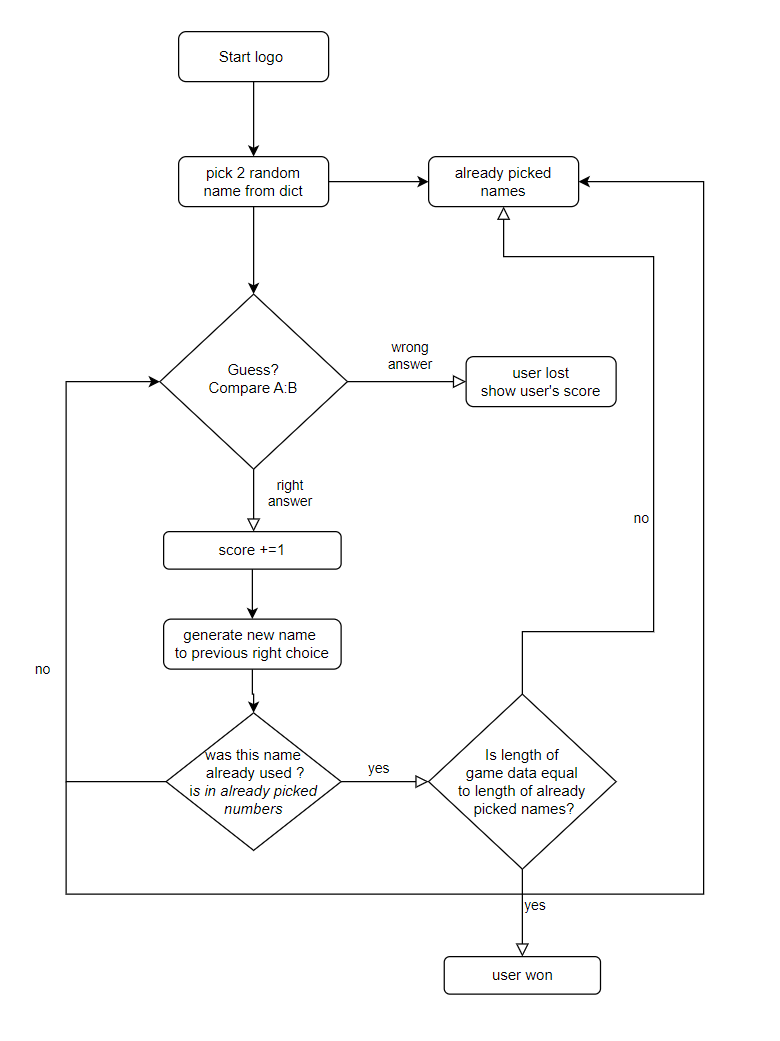 Start logo
pick 2 random
name from dict
already picked
names
Guess?
Compare A:B
wrong
answer
user lost
show user's score
right
answer
no
score +=1
generate new name
to previous right choice
no
was this name
already used ?
is in already picked
numbers
yes
Is length of
game data equal
to length of already
picked names?
yes
user won